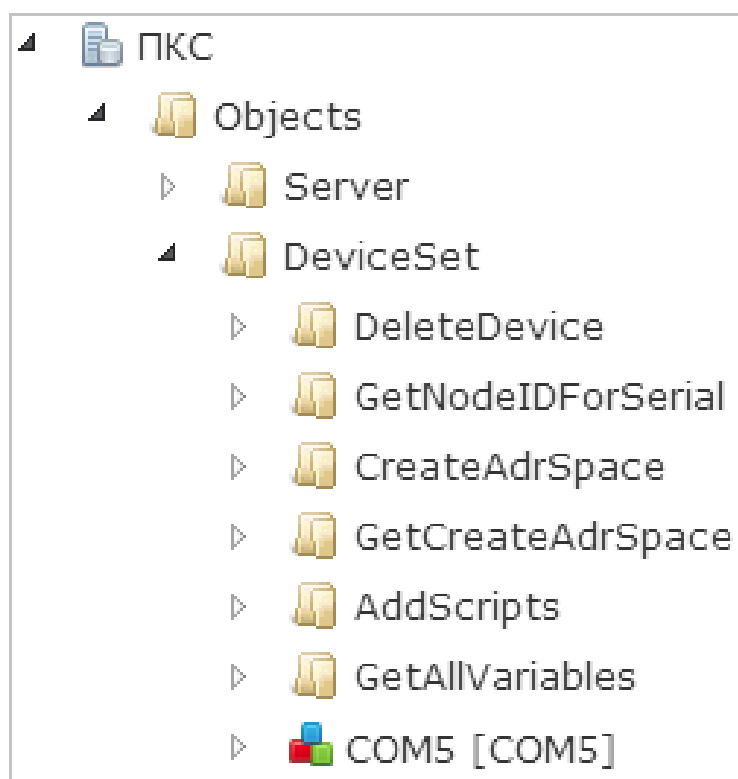 ПКС
Objects
Server
DeviceSet
DeleteDevice
GetNodeIDForSerial
CreateAdrSpace
GetCreateAdrSpace
AddScripts
GetAllVariables
COM5 [COM5]